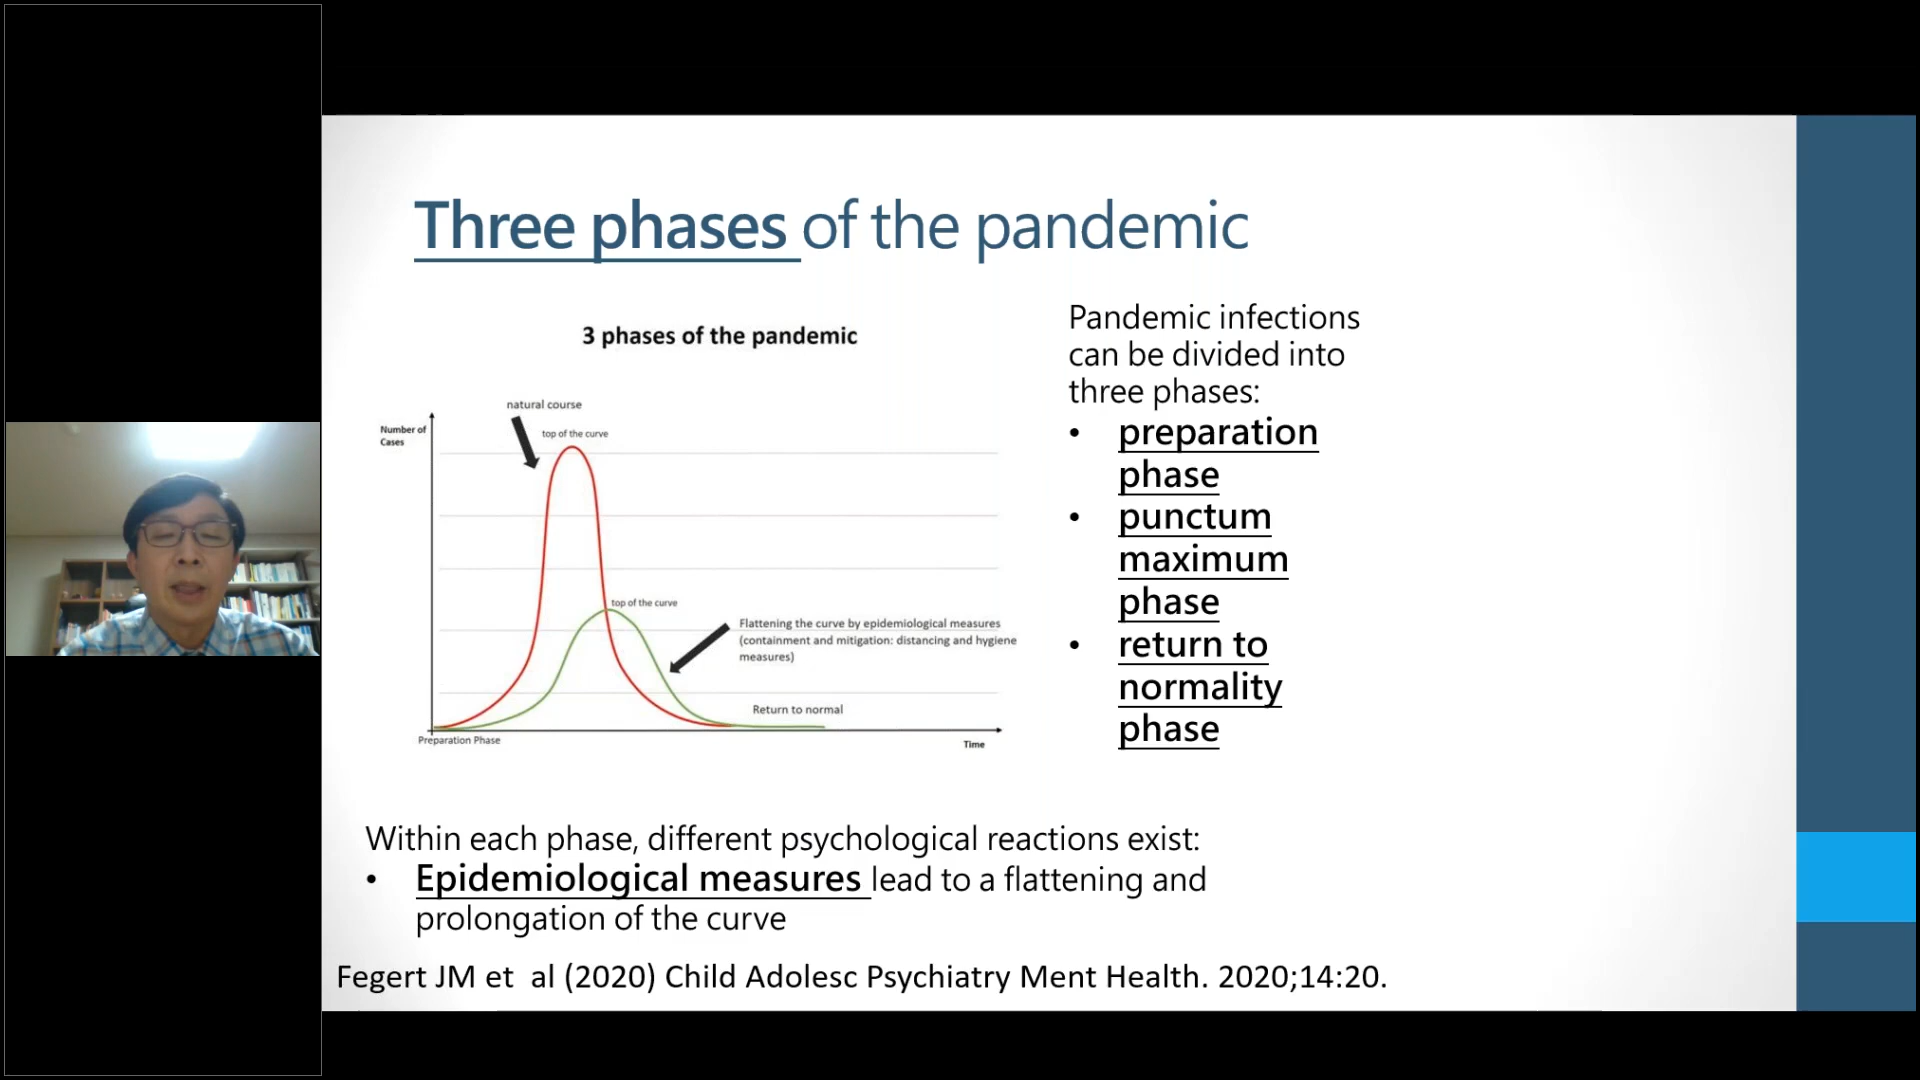 Three phases of the pandemic
3 phases of the pandemic
natural course
top of the curve
Number of
Cases
top of the curve
Flattening the curve by epidemiological measures
(containment and mitigation: distancing and hygiene
measures)
Return to normal
Preparation Phase
Time
Pandemic infections
can be divided into
three phases:
• preparation
phase
• punctum
maximum
phase
• return to
normality
phase
Within each phase, different psychological reactions exist:
• Epidemiological measures lead to a flattening and
prolongation of the curve
Fegert JM et  al (2020) Child Adolesc Psychiatry Ment Health. 2020;14:20.